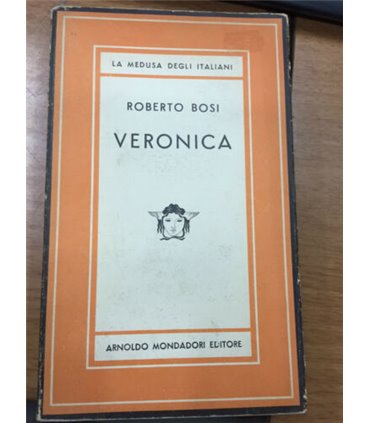 LA MEDUSA DEGLI ITALIANI
ROBERTO BOSI
VERONICA
ARNOLDO MONDADORI EDITORE